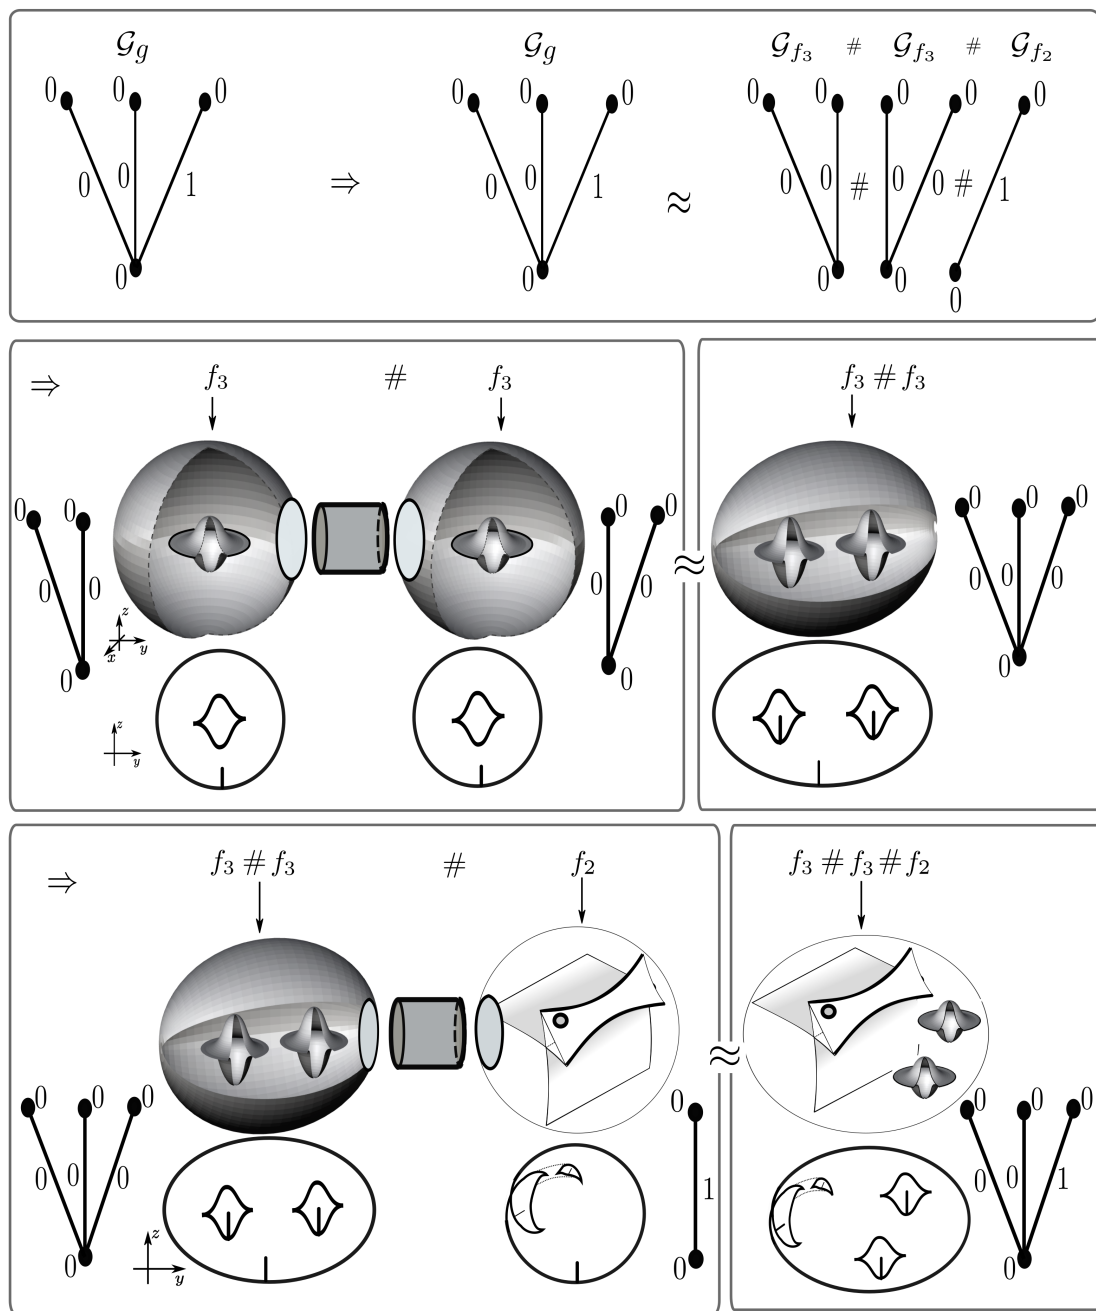 𝒢_g 𝒢_g 𝒢_{f_3} # 𝒢_{f_3} # 𝒢_{f_2}
0 0 0 0 0 0 0 0 0 0 0
0 0 1 ⇒ 0 0 1 ≈ 0 0 # 0 0 # 1
0 0 0 0 0
⇒ f_3 # f_3
f_3 # f_3
0 0 0 0 0 0 0
0 0 ≈ 0 0 0 0 0
z
x y
0 0 0
z
y
⇒ f_3 # f_3 # f_2
f_3 # f_3 # f_2
≈
0 0 0 0 0 0 0
0 0 0 1 0 0 1
z
y
0 0 0